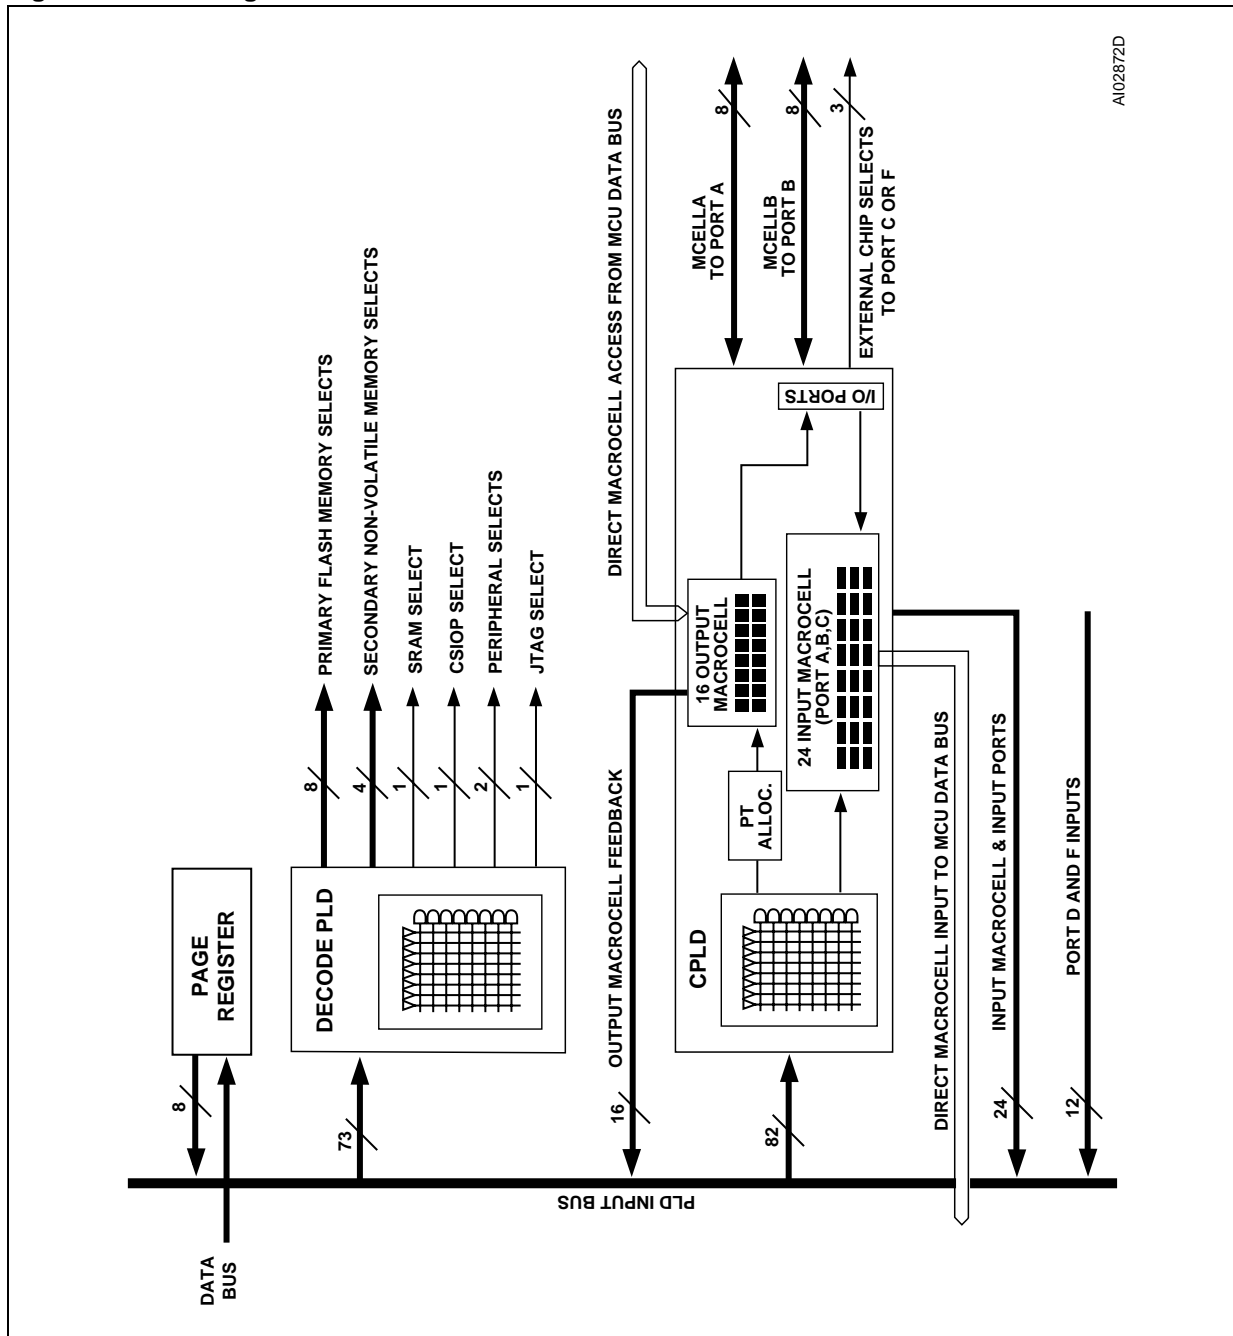 AI02872D
DATA
BUS
8
PAGE
REGISTER
PLD INPUT BUS
73
DECODE PLD
8
PRIMARY FLASH MEMORY SELECTS
4
SECONDARY NON-VOLATILE MEMORY SELECTS
1
SRAM SELECT
1
CSIOP SELECT
2
PERIPHERAL SELECTS
1
JTAG SELECT
16
OUTPUT MACROCELL FEEDBACK
DIRECT MACROCELL ACCESS FROM MCU DATA BUS
82
CPLD
PT
ALLOC.
16 OUTPUT
MACROCELL
24 INPUT MACROCELL
(PORT A,B,C)
I/O PORTS
MCELLA
TO PORT A
8
MCELLB
TO PORT B
8
EXTERNAL CHIP SELECTS
TO PORT C OR F
3
DIRECT MACROCELL INPUT TO MCU DATA BUS
24
INPUT MACROCELL & INPUT PORTS
12
PORT D AND F INPUTS